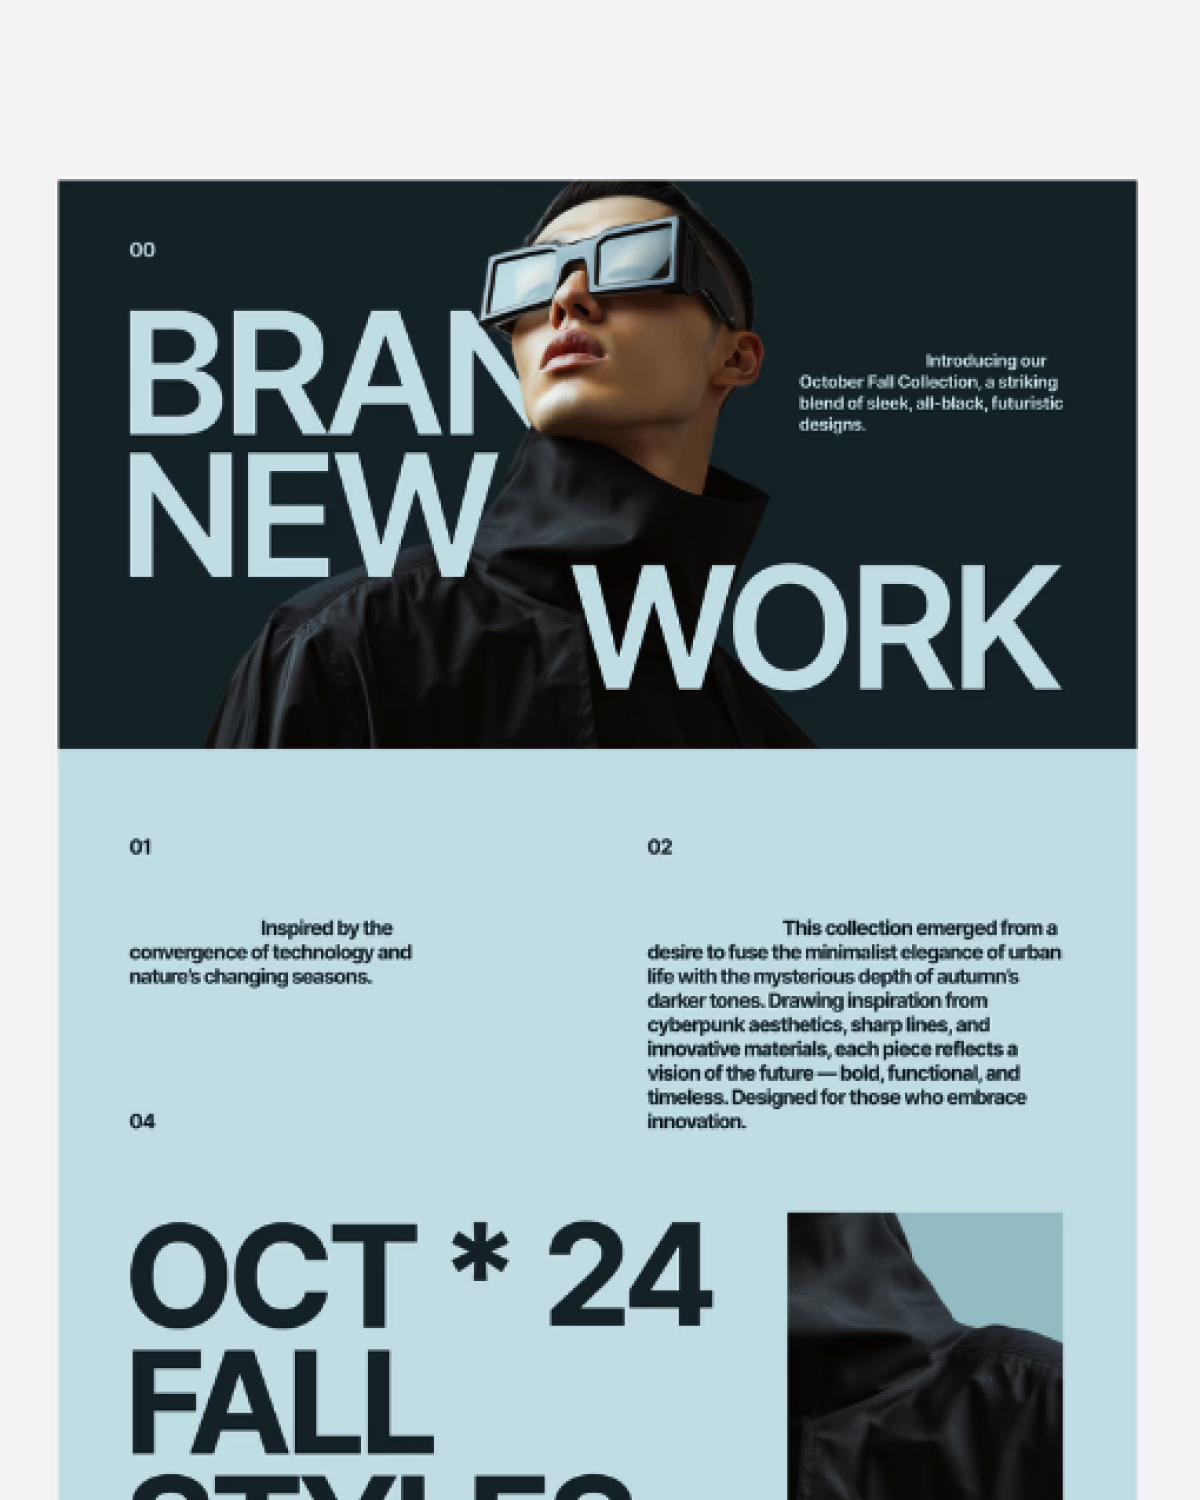 00
BRAN
NEW
WORK
Introducing our
October Fall Collection, a striking
blend of sleek, all-black, futuristic
designs.
01
Inspired by the
convergence of technology and
nature's changing seasons.
02
This collection emerged from a
desire to fuse the minimalist elegance of urban
life with the mysterious depth of autumn's
darker tones. Drawing inspiration from
cyberpunk aesthetics, sharp lines, and
innovative materials, each piece reflects a
vision of the future — bold, functional, and
timeless. Designed for those who embrace
innovation.
04
OCT * 24
FALL
STYLES